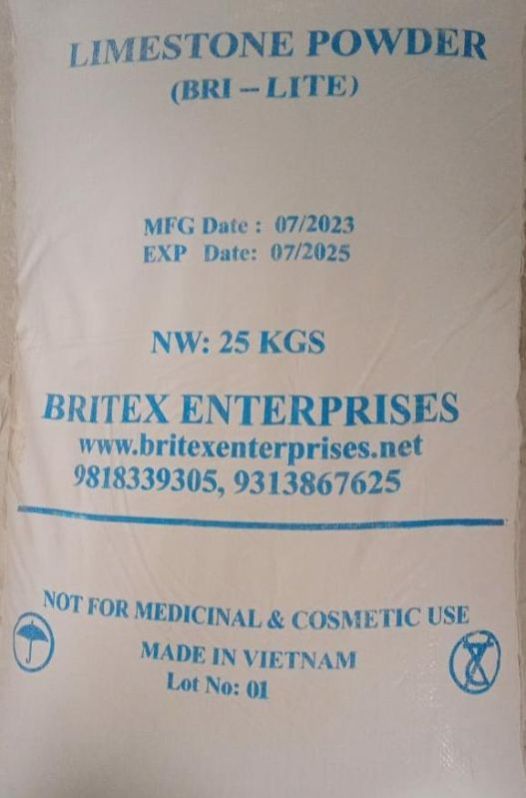 LIMESTONE POWDER
(BRI – LITE)
MFG Date : 07/2023
EXP Date: 07/2025
NW: 25 KGS
BRITEX ENTERPRISES
www.britexenterprises.net
9818339305, 9313867625
NOT FOR MEDICINAL & COSMETIC USE
MADE IN VIETNAM
Lot No: 01